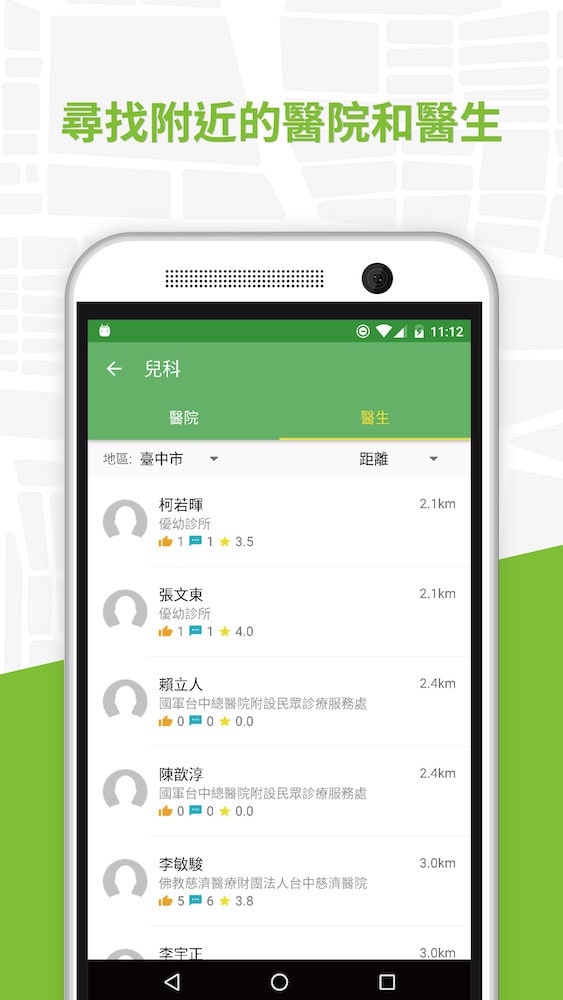 尋找附近的醫院和醫生
11:12
兒科
醫院 醫生
地區: 臺中市 距離
柯若暉 2.1km
優幼診所
1 1 3.5
張文東 2.1km
優幼診所
1 1 4.0
賴立人 2.4km
國軍台中總醫院附設民眾診療服務處
0 0 0.0
陳歆淳 2.4km
國軍台中總醫院附設民眾診療服務處
0 0 0.0
李敏駿 3.0km
佛教慈濟醫療財團法人台中慈濟醫院
5 6 3.8
李宇正 3.0km